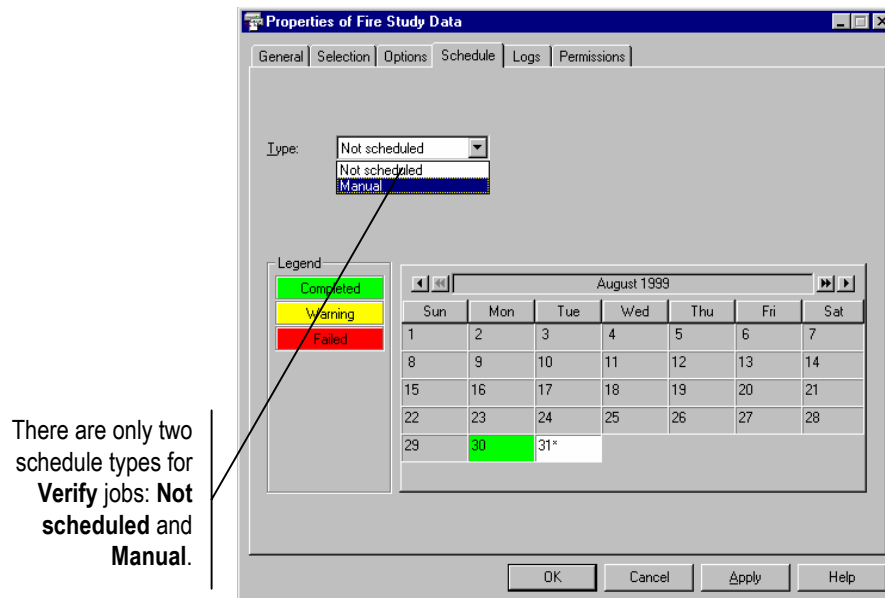 Properties of Fire Study Data
General Selection Options Schedule Logs Permissions
Type: Not scheduled
Not scheduled
Manual
Legend
Completed
Warning
Failed
August 1999
Sun Mon Tue Wed Thu Fri Sat
1 2 3 4 5 6 7
8 9 10 11 12 13 14
15 16 17 18 19 20 21
22 23 24 25 26 27 28
29 30 31*
There are only two
schedule types for
Verify jobs: Not
scheduled and
Manual.
OK Cancel Apply Help